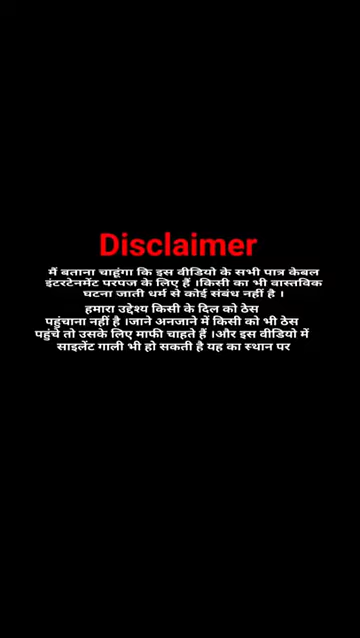 Disclaimer
मैं बताना चाहूंगा कि इस वीडियो के सभी पात्र केबल
इंटरटेनमेंट परपज के लिए हैं ।किसी का भी वास्तविक
घटना जाती धर्म से कोई संबंध नहीं है ।
हमारा उद्देश्य किसी के दिल को ठेस
पहुंचाना नहीं है ।जाने अनजाने में किसी को भी ठेस
पहुंचे तो उसके लिए माफी चाहते हैं ।और इस वीडियो में
साइलेंट गाली भी हो सकती है यह का स्थान पर